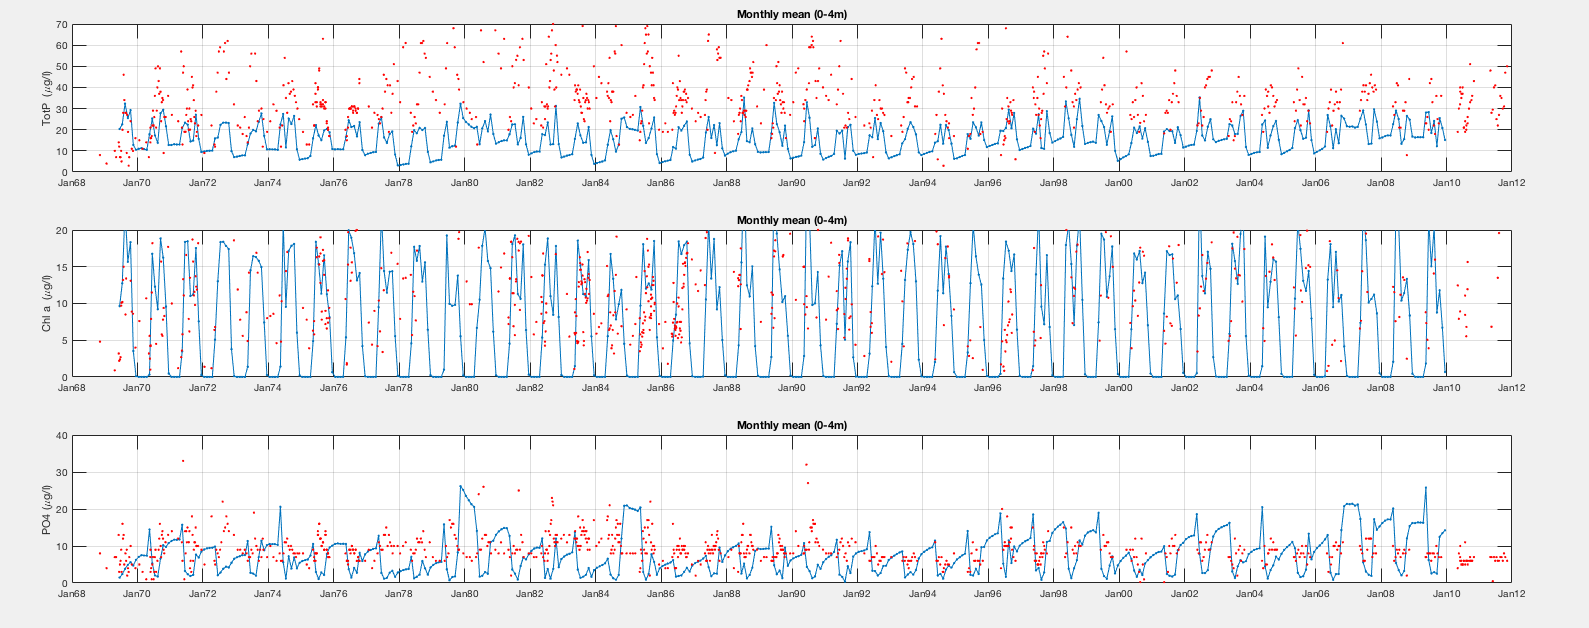 Monthly mean (0-4m)
TotP (μg/l)
70
60
50
40
30
20
10
0
Jan68 Jan70 Jan72 Jan74 Jan76 Jan78 Jan80 Jan82 Jan84 Jan86 Jan88 Jan90 Jan92 Jan94 Jan96 Jan98 Jan00 Jan02 Jan04 Jan06 Jan08 Jan10 Jan12
Monthly mean (0-4m)
Chl a (μg/l)
20
15
10
5
0
Jan68 Jan70 Jan72 Jan74 Jan76 Jan78 Jan80 Jan82 Jan84 Jan86 Jan88 Jan90 Jan92 Jan94 Jan96 Jan98 Jan00 Jan02 Jan04 Jan06 Jan08 Jan10 Jan12
Monthly mean (0-4m)
PO4 (μg/l)
40
30
20
10
0
Jan68 Jan70 Jan72 Jan74 Jan76 Jan78 Jan80 Jan82 Jan84 Jan86 Jan88 Jan90 Jan92 Jan94 Jan96 Jan98 Jan00 Jan02 Jan04 Jan06 Jan08 Jan10 Jan12